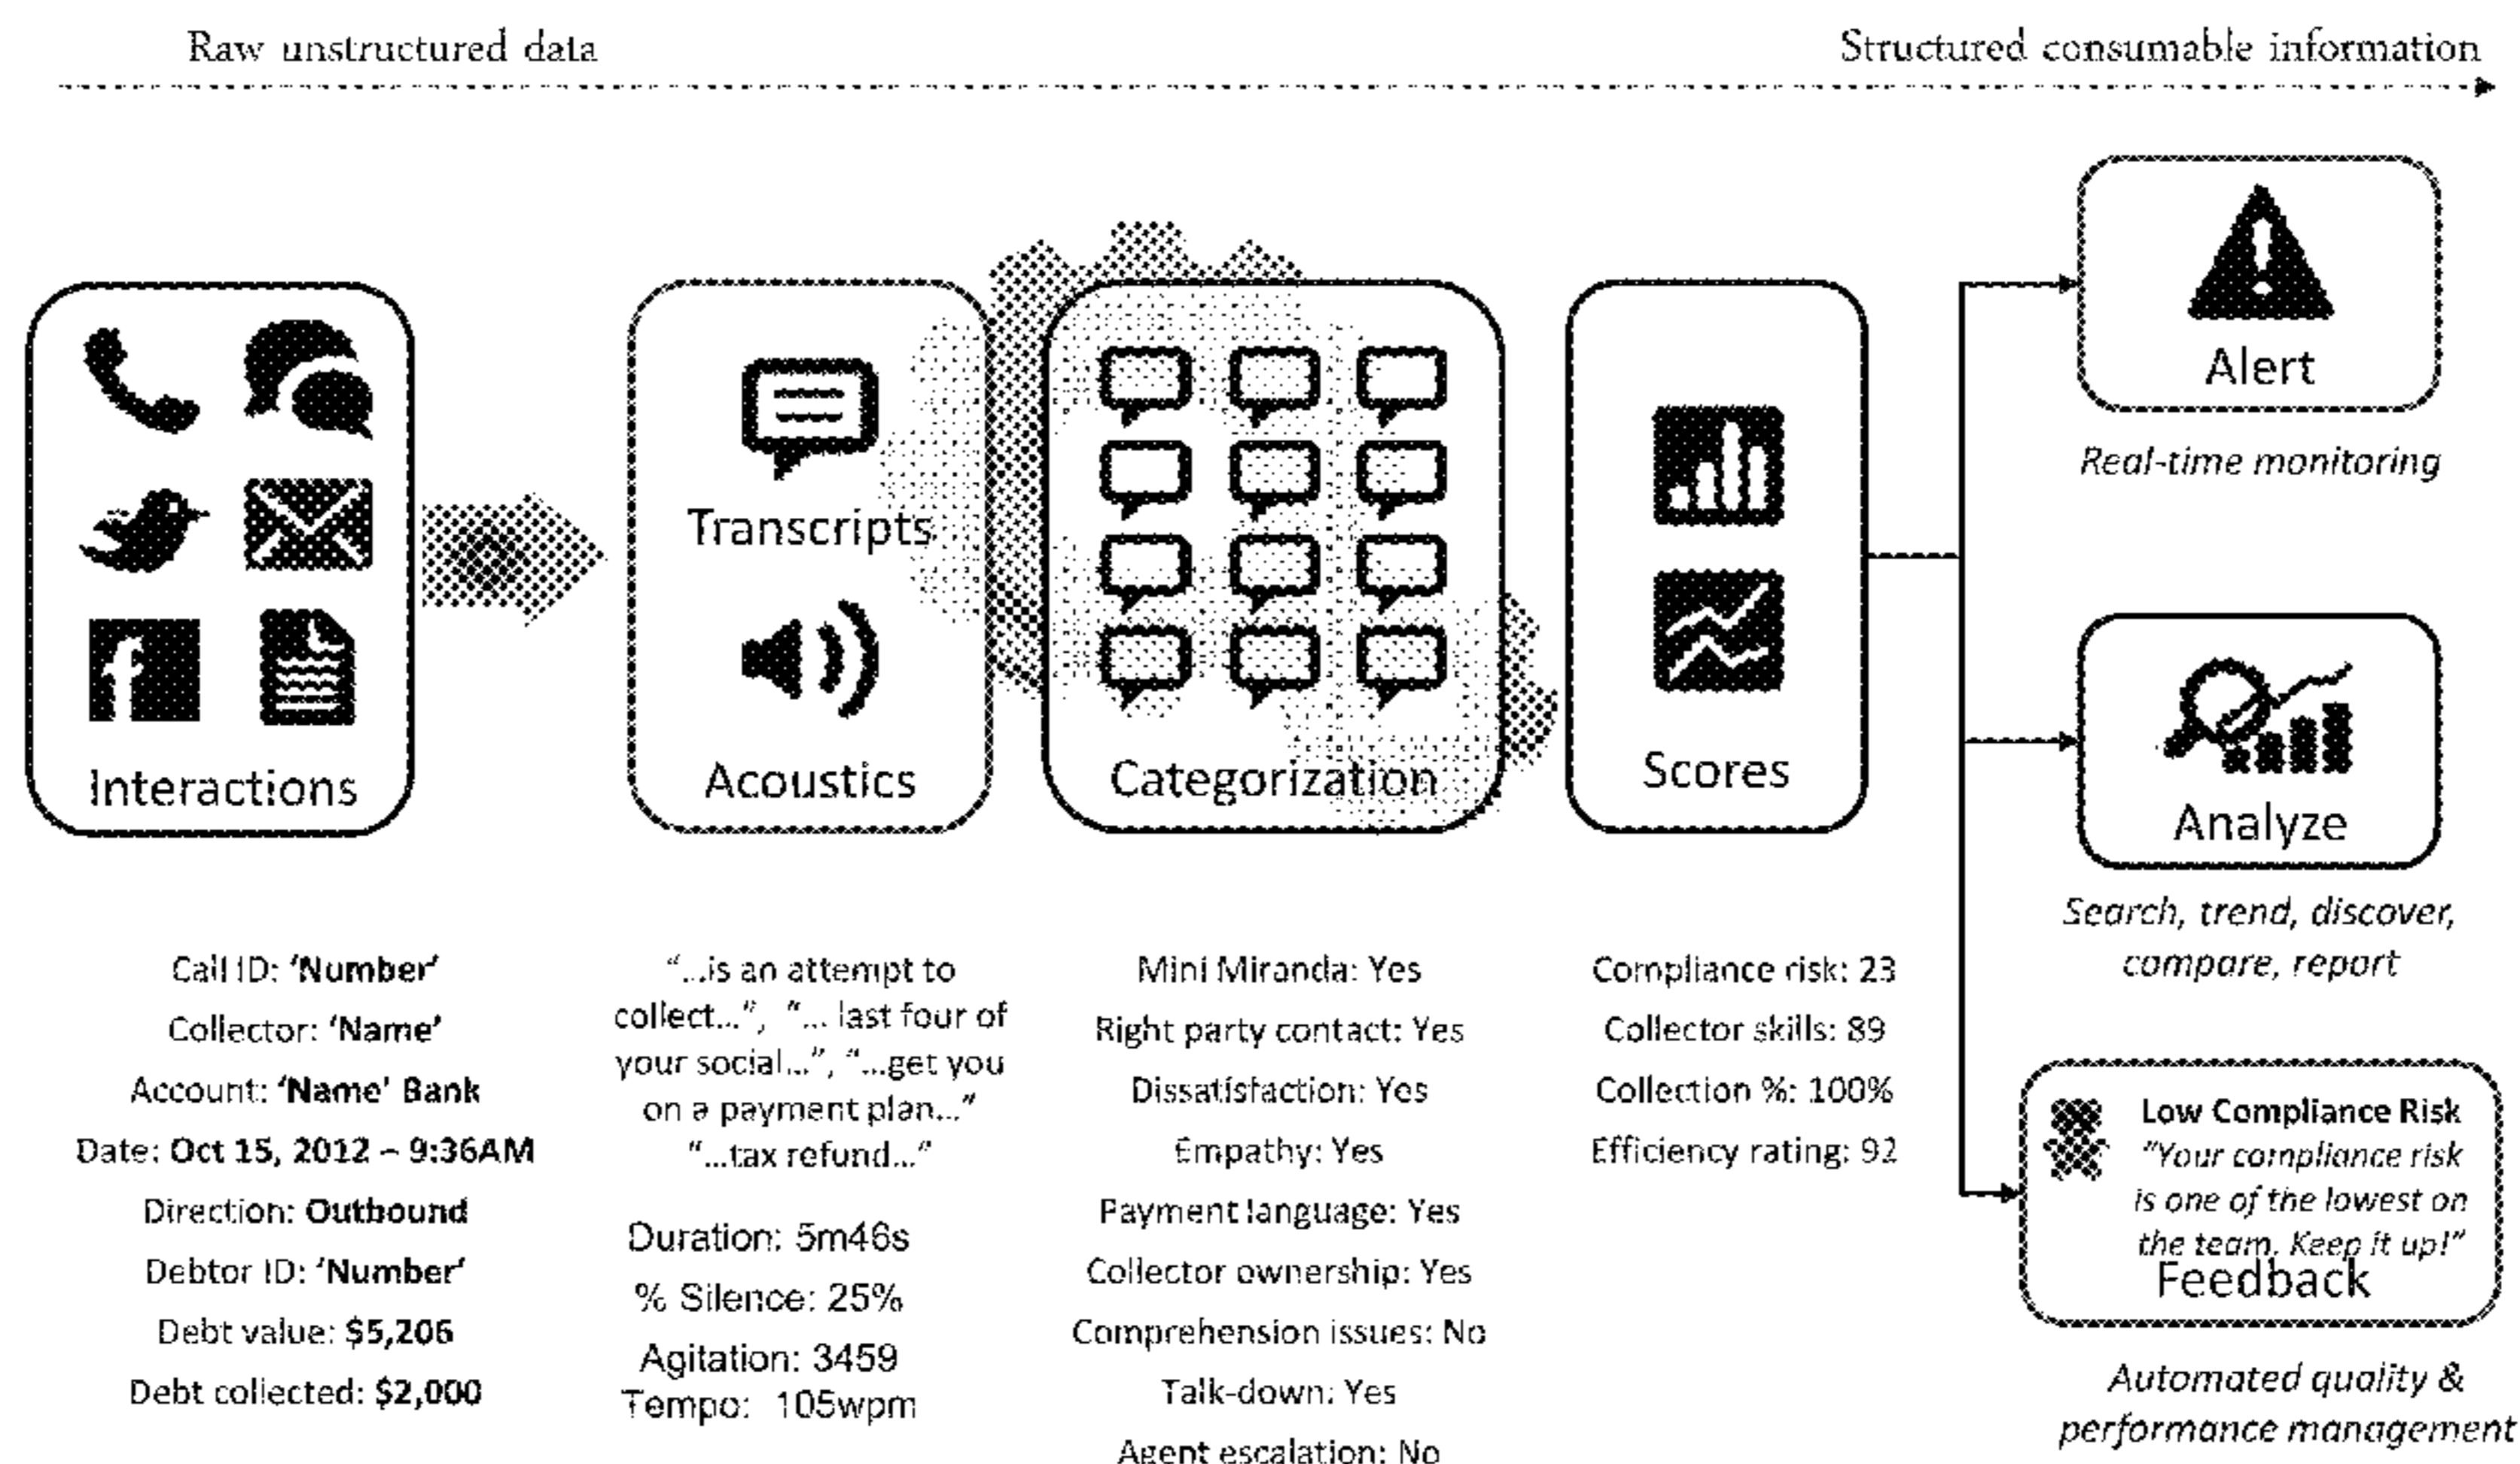 Raw unstructured data
Structured consumable information
Interactions
Transcripts
Acoustics
Categorization
Scores
Alert
Real-time monitoring
Analyze
Search, trend, discover,
compare, report
Low Compliance Risk
"Your compliance risk
is one of the lowest on
the team. Keep it up!"
Feedback
Automated quality &
performance management
Call ID: 'Number'
Collector: 'Name'
Account: 'Name' Bank
Date: Oct 15, 2012 – 9:36AM
Direction: Outbound
Debtor ID: 'Number'
Debt value: $5,206
Debt collected: $2,000
"...is an attempt to
collect...", "... last four of
your social...", "...get you
on a payment plan..."
"...tax refund..."
Duration: 5m46s
% Silence: 25%
Agitation: 3459
Tempo: 105wpm
Mini Miranda: Yes
Right party contact: Yes
Dissatisfaction: Yes
Empathy: Yes
Payment language: Yes
Collector ownership: Yes
Comprehension issues: No
Talk-down: Yes
Agent escalation: No
Compliance risk: 23
Collector skills: 89
Collection %: 100%
Efficiency rating: 92